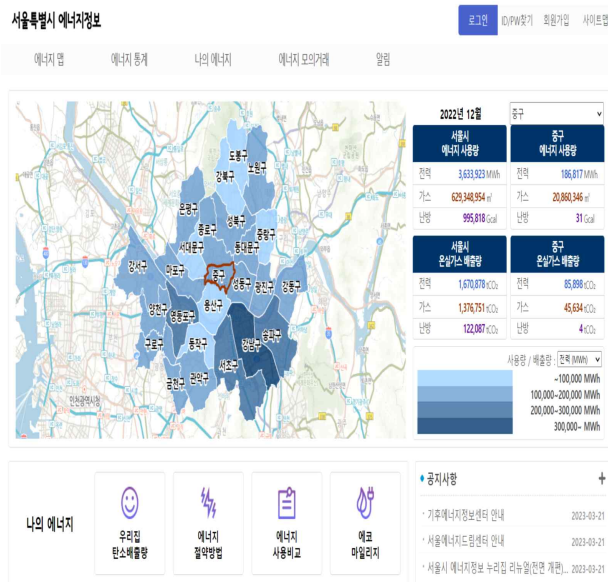 서울특별시 에너지정보
로그인 ID/PW찾기 회원가입 사이트맵
에너지 맵 에너지 통계 나의 에너지 에너지 모의거래 알림
2022년 12월 중구
서울시
에너지 사용량
전력 3,633,923 MWh
가스 629,348,954 ㎥
난방 995,818 Gcal
중구
에너지 사용량
전력 186,817 MWh
가스 20,860,346 ㎥
난방 31 Gcal
서울시
온실가스 배출량
전력 1,670,878 tCO₂
가스 1,376,751 tCO₂
난방 122,087 tCO₂
중구
온실가스 배출량
전력 85,898 tCO₂
가스 45,634 tCO₂
난방 4 tCO₂
사용량 / 배출량 : 전력 (MWh)
~100,000 MWh
100,000~200,000 MWh
200,000~300,000 MWh
300,000~ MWh
도봉구
노원구
강북구
은평구
성북구
종로구
중랑구
서대문구
동대문구
강서구
마포구
중구
성동구
광진구
강동구
양천구
영등포구
용산구
구로구
동작구
강남구
송파구
서초구
금천구
관악구
인천광역시청
나의 에너지
우리집
탄소배출량
에너지
절약방법
에너지
사용비교
에코
마일리지
공지사항 +
· 기후에너지정보센터 안내 2023-03-21
· 서울에너지드림센터 안내 2023-03-21
· 서울시 에너지정보 누리집 리뉴얼(전면 개편)... 2023-03-21